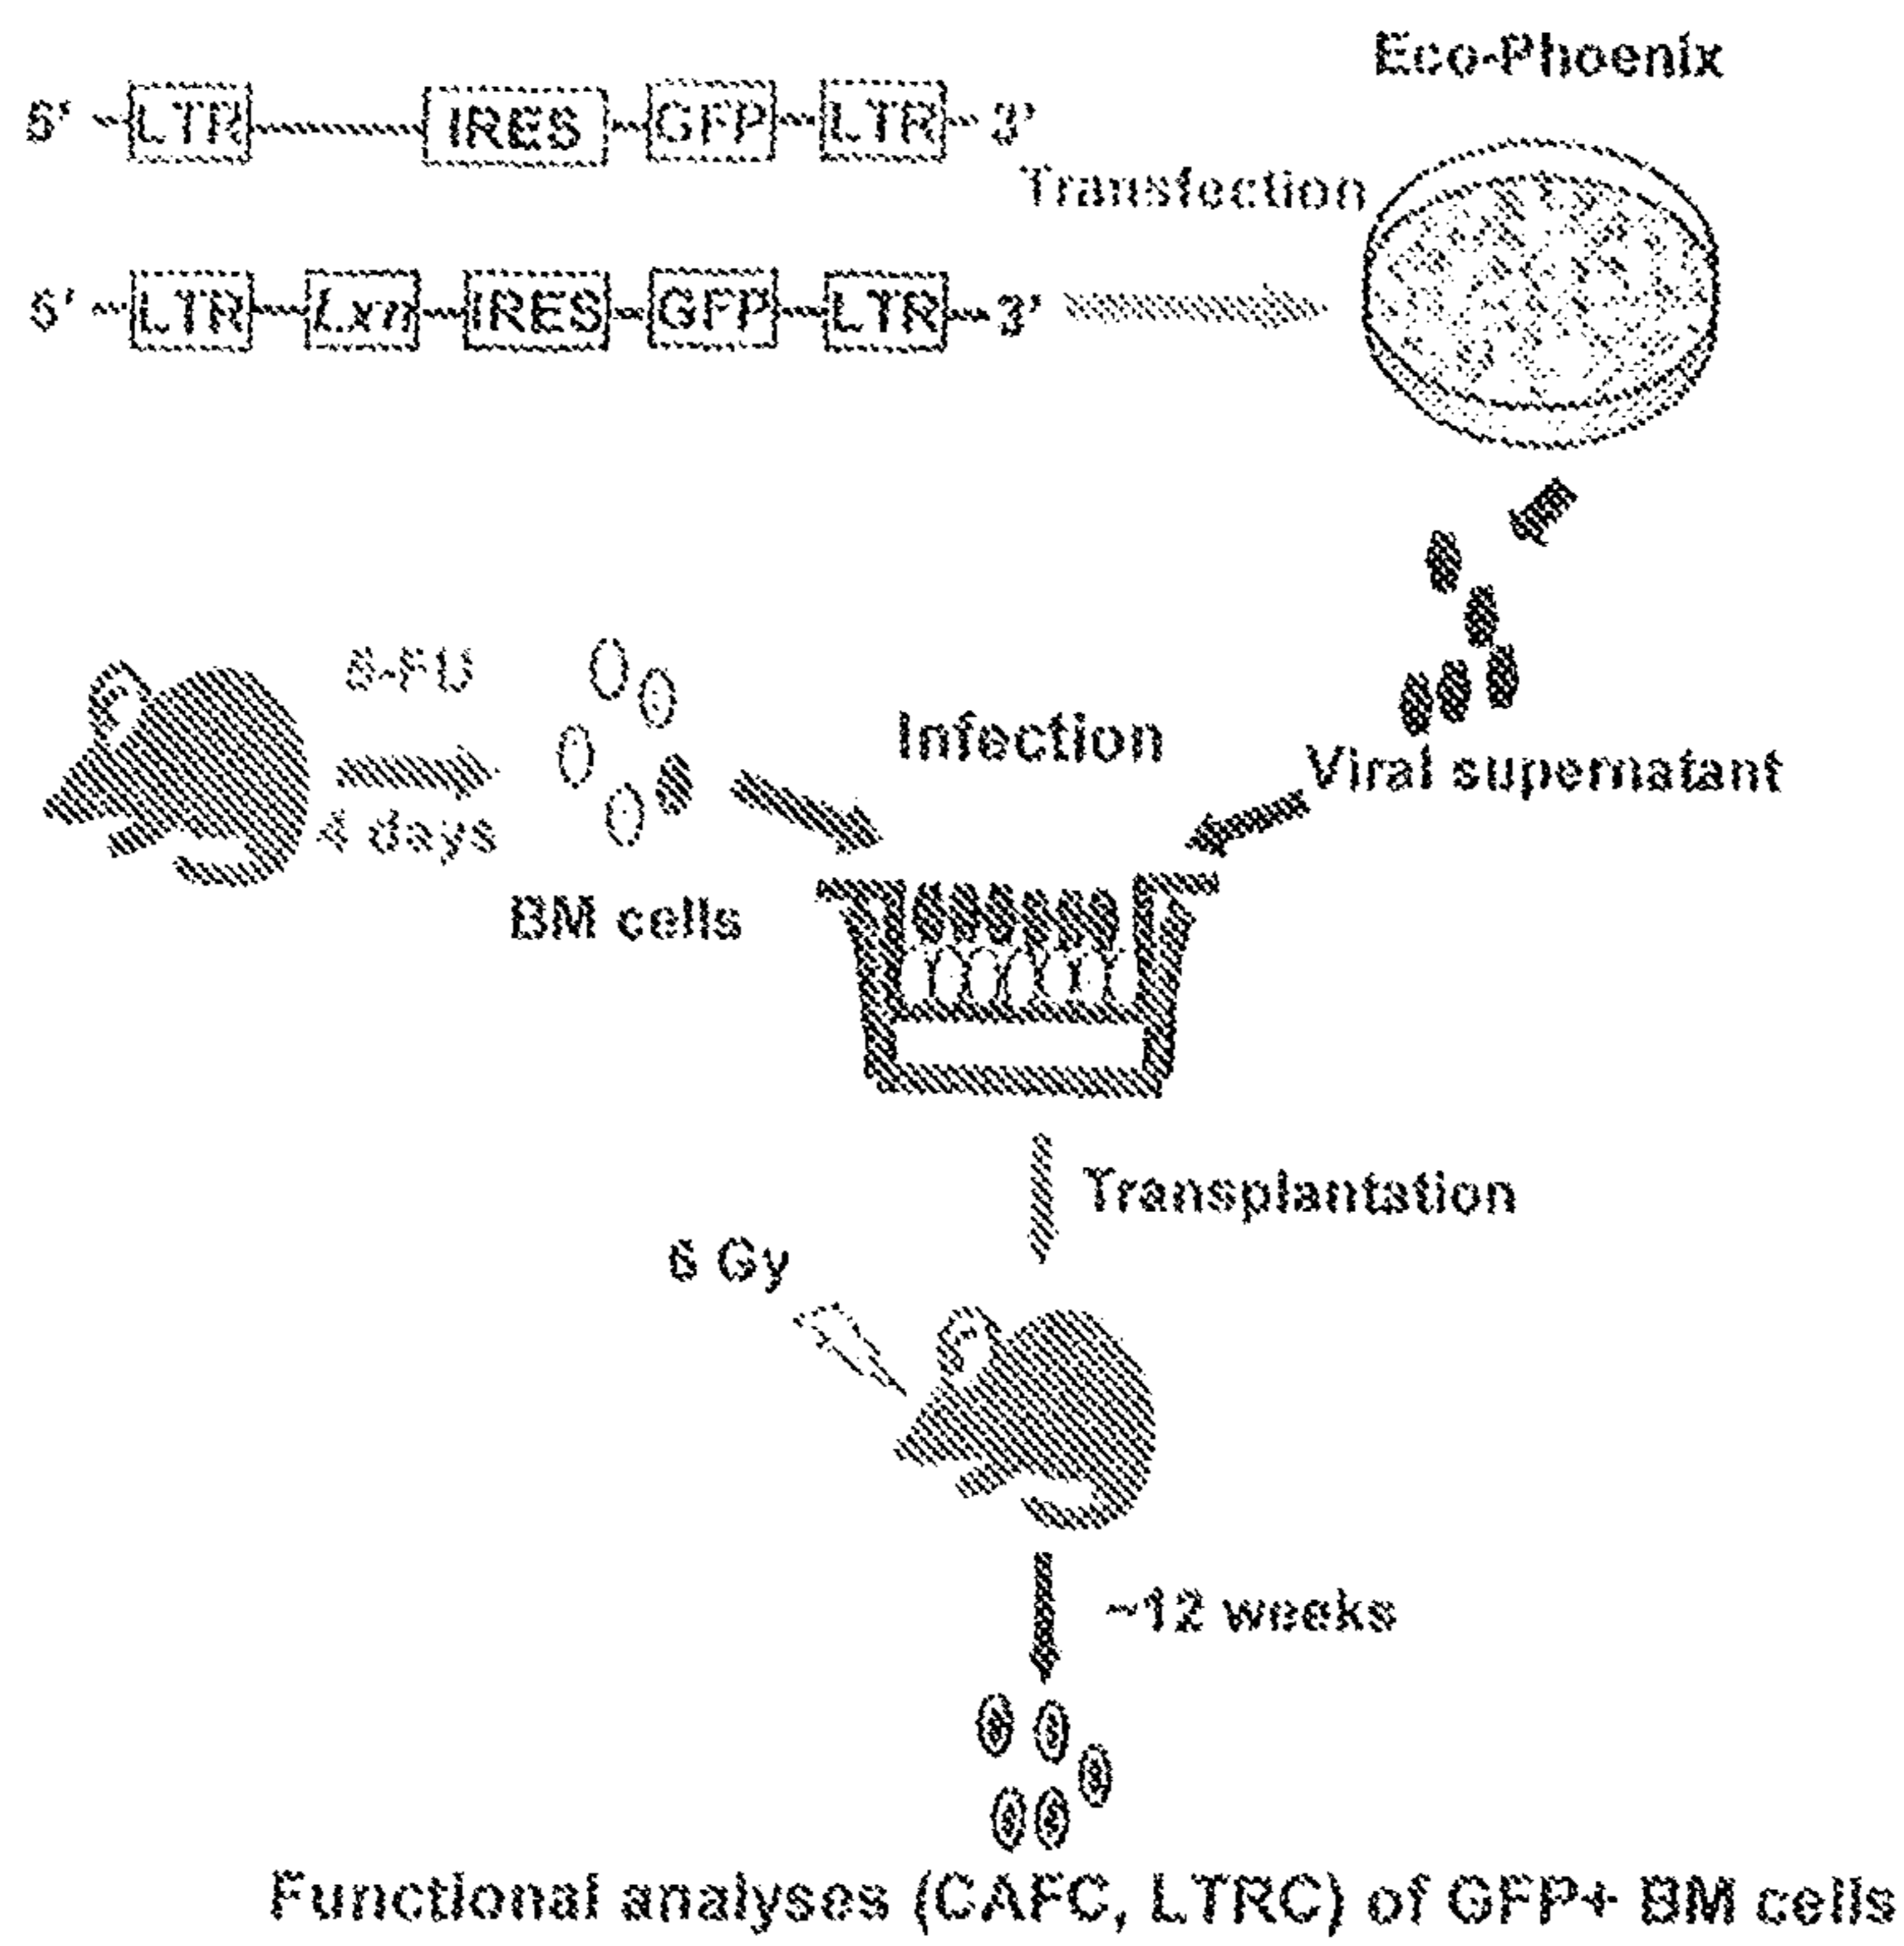 Eco-Phoenix
5' LTR IRES GFP LTR 3'
Transfection
5' LTR Lxn IRES GFP LTR 3'
5-FU
4 days
BM cells
Infection
Viral supernatant
Transplantation
6 Gy
~12 weeks
Functional analyses (CAFC, LTRC) of GFP+ BM cells